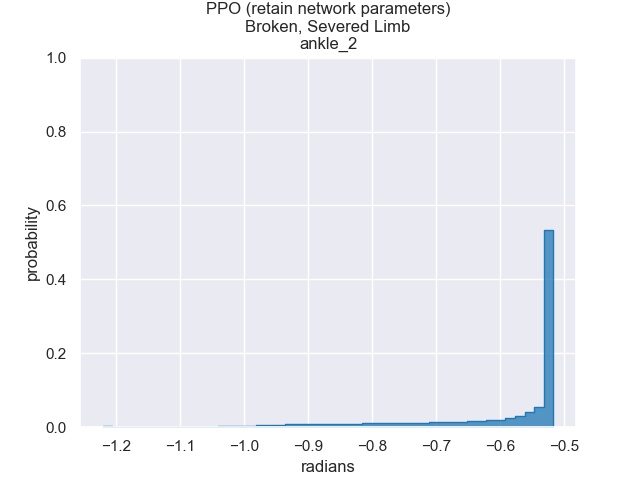 PPO (retain network parameters)
Broken, Severed Limb
ankle_2
1.0
0.8
0.6
0.4
0.2
0.0
probability
−1.2 −1.1 −1.0 −0.9 −0.8 −0.7 −0.6 −0.5
radians